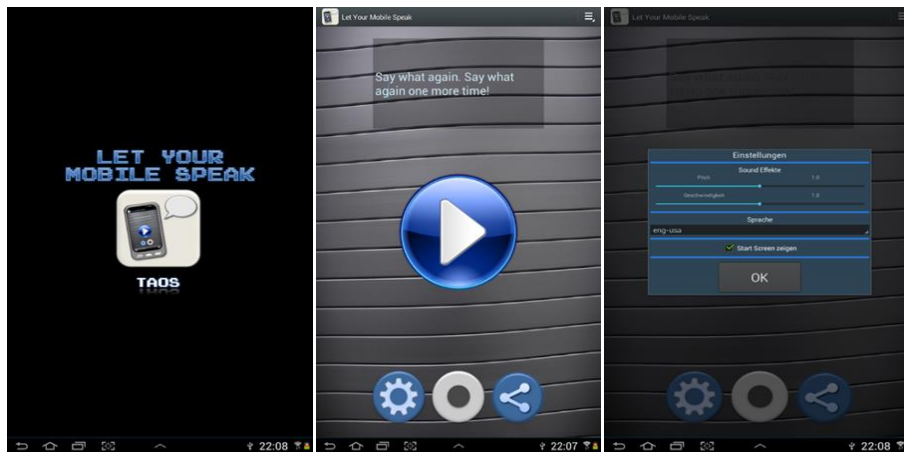 LET YOUR
MOBILE SPEAK
TAOS
22:08
Let Your Mobile Speak
Say what again. Say what
again one more time!
22:07
Let Your Mobile Speak
Einstellungen
Sound Effekte
Pitch 1.0
Geschwindigkeit 1.0
Sprache
eng-usa
Start Screen zeigen
OK
22:08